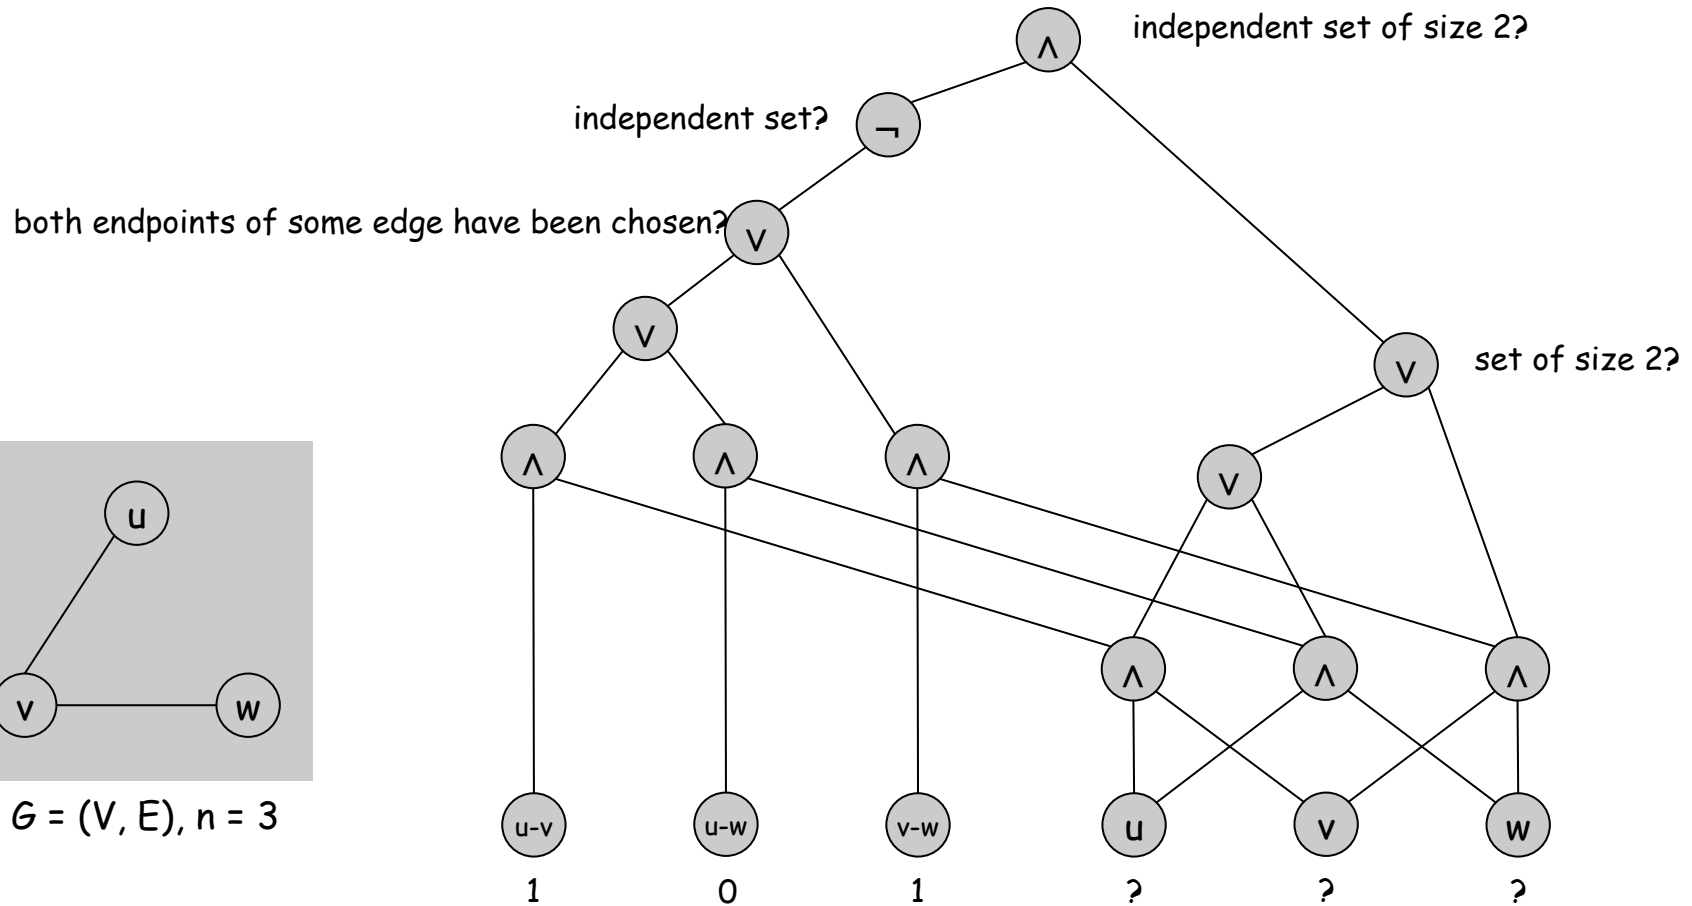 ∧
independent set of size 2?
independent set?
¬
both endpoints of some edge have been chosen?
∨
∨
∨
set of size 2?
∧
∧
∧
∨
u
∧
∧
∧
v
w
G = (V, E), n = 3
u-v
u-w
v-w
u
v
w
1
0
1
?
?
?